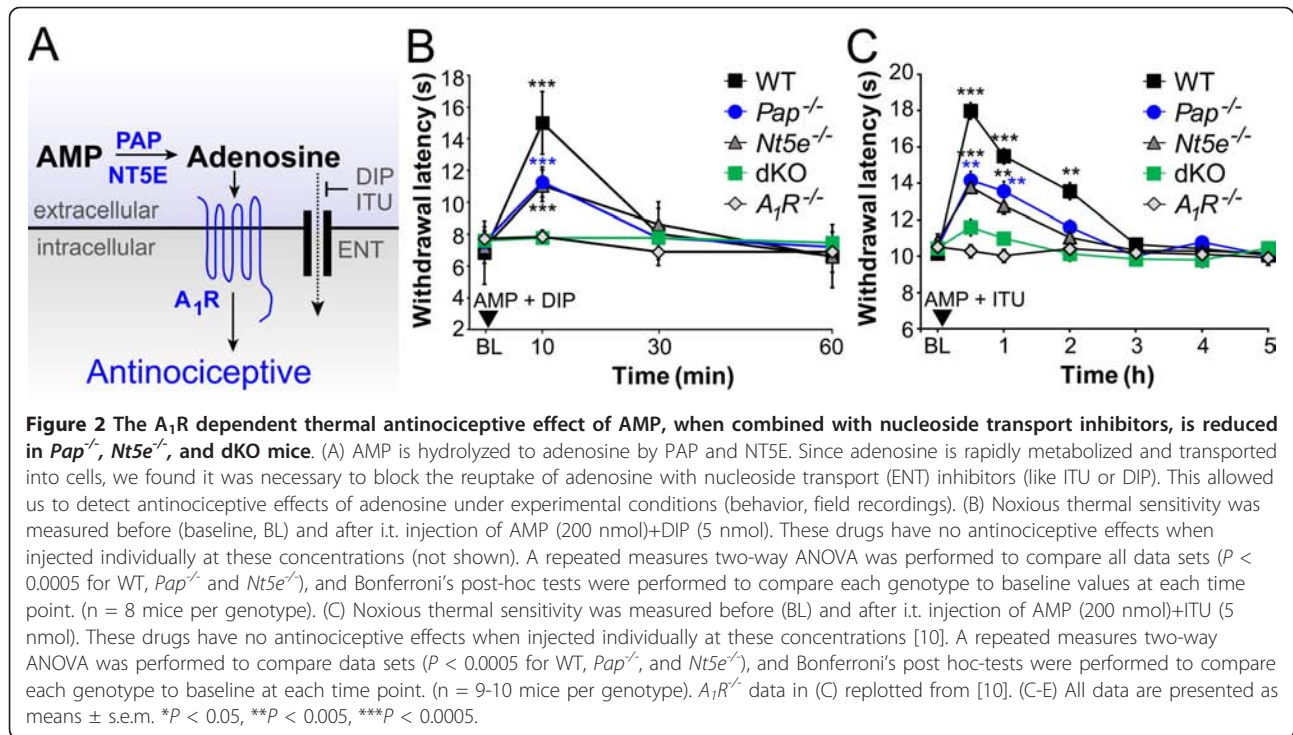 A
AMP
PAP
NT5E
Adenosine
DIP
ITU
extracellular
intracellular
ENT
A₁R
Antinociceptive
B
Withdrawal latency (s)
18
16
14
12
10
8
6
4
2
***
***
***
WT
Pap-/-
Nt5e-/-
dKO
A₁R-/-
AMP + DIP
BL 10 30 60
Time (min)
C
Withdrawal latency (s)
20
18
16
14
12
10
8
6
***
***
**
***
**
**
**
WT
Pap-/-
Nt5e-/-
dKO
A₁R-/-
AMP + ITU
BL 1 2 3 4 5
Time (h)
Figure 2 The A₁R dependent thermal antinociceptive effect of AMP, when combined with nucleoside transport inhibitors, is reduced
in Pap-/-, Nt5e-/-, and dKO mice. (A) AMP is hydrolyzed to adenosine by PAP and NT5E. Since adenosine is rapidly metabolized and transported
into cells, we found it was necessary to block the reuptake of adenosine with nucleoside transport (ENT) inhibitors (like ITU or DIP). This allowed
us to detect antinociceptive effects of adenosine under experimental conditions (behavior, field recordings). (B) Noxious thermal sensitivity was
measured before (baseline, BL) and after i.t. injection of AMP (200 nmol)+DIP (5 nmol). These drugs have no antinociceptive effects when
injected individually at these concentrations (not shown). A repeated measures two-way ANOVA was performed to compare all data sets (P <
0.0005 for WT, Pap-/- and Nt5e-/-), and Bonferroni's post-hoc tests were performed to compare each genotype to baseline values at each time
point. (n = 8 mice per genotype). (C) Noxious thermal sensitivity was measured before (BL) and after i.t. injection of AMP (200 nmol)+ITU (5
nmol). These drugs have no antinociceptive effects when injected individually at these concentrations [10]. A repeated measures two-way
ANOVA was performed to compare data sets (P < 0.0005 for WT, Pap-/-, and Nt5e-/-), and Bonferroni's post hoc-tests were performed to compare
each genotype to baseline at each time point. (n = 9-10 mice per genotype). A₁R-/- data in (C) replotted from [10]. (C-E) All data are presented as
means ± s.e.m. *P < 0.05, **P < 0.005, ***P < 0.0005.